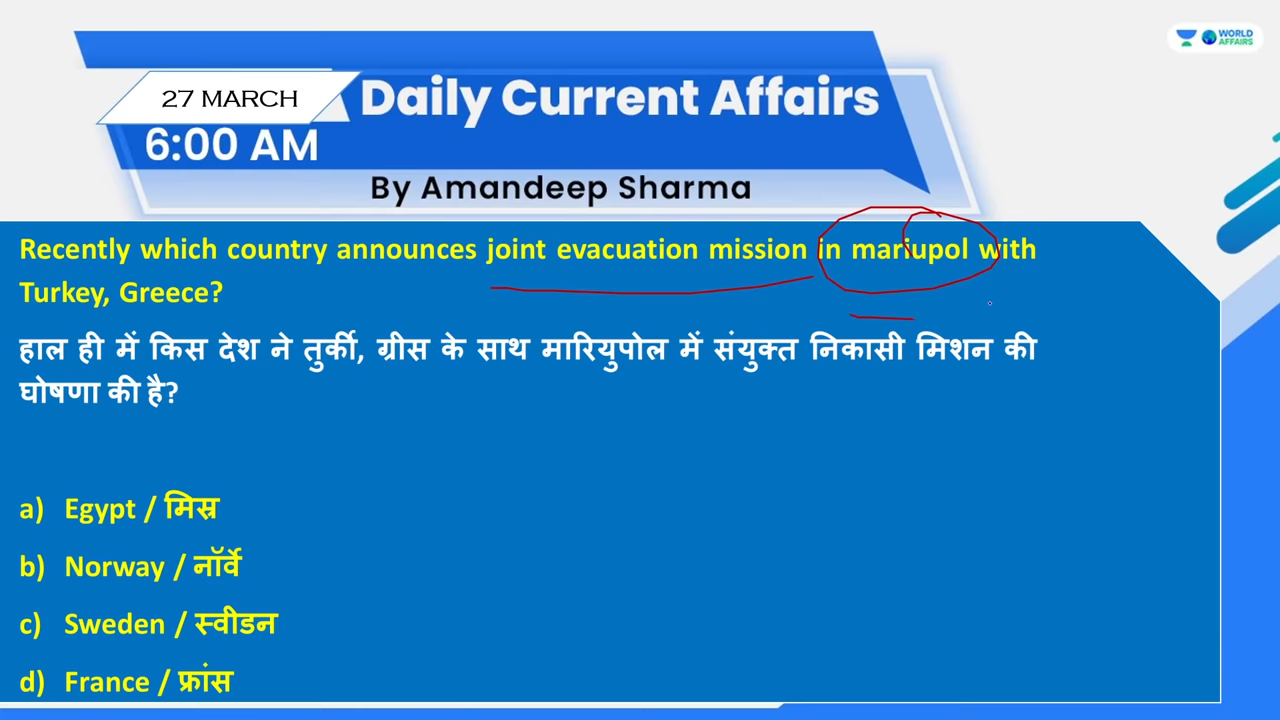 WORLD
AFFAIRS
27 MARCH
Daily Current Affairs
6:00 AM
By Amandeep Sharma
Recently which country announces joint evacuation mission in mariupol with
Turkey, Greece?
हाल ही में किस देश ने तुर्की, ग्रीस के साथ मारियुपोल में संयुक्त निकासी मिशन की
घोषणा की है?
a) Egypt / मिस्र
b) Norway / नॉर्वे
c) Sweden / स्वीडन
d) France / फ्रांस